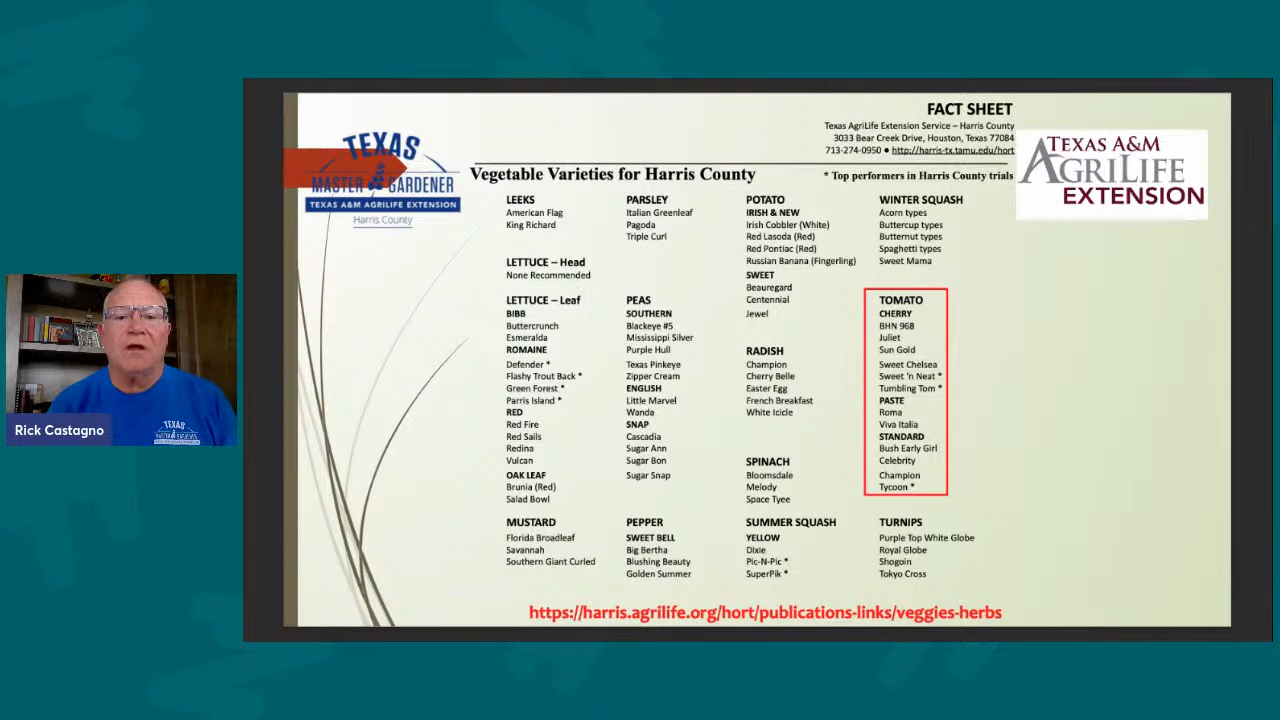 FACT SHEET
Texas AgriLife Extension Service – Harris County
3033 Bear Creek Drive, Houston, Texas 77084
713-274-0950 ● http://harris-tx.tamu.edu/hort
TEXAS
MASTER GARDENER
TEXAS A&M AGRILIFE EXTENSION
Harris County
TEXAS A&M
AGRILIFE
EXTENSION
Vegetable Varieties for Harris County
* Top performers in Harris County trials
LEEKS
American Flag
King Richard
LETTUCE – Head
None Recommended
LETTUCE – Leaf
BIBB
Buttercrunch
Esmeralda
ROMAINE
Defender *
Flashy Trout Back *
Green Forest *
Parris Island *
RED
Red Fire
Red Sails
Redina
Vulcan
OAK LEAF
Brunia (Red)
Salad Bowl
MUSTARD
Florida Broadleaf
Savannah
Southern Giant Curled
PARSLEY
Italian Greenleaf
Pagoda
Triple Curl
PEAS
SOUTHERN
Blackeye #5
Mississippi Silver
Purple Hull
Texas Pinkeye
Zipper Cream
ENGLISH
Little Marvel
Wanda
SNAP
Cascadia
Sugar Ann
Sugar Bon
Sugar Snap
PEPPER
SWEET BELL
Big Bertha
Blushing Beauty
Golden Summer
POTATO
IRISH & NEW
Irish Cobbler (White)
Red Lasoda (Red)
Red Pontiac (Red)
Russian Banana (Fingerling)
SWEET
Beauregard
Centennial
Jewel
RADISH
Champion
Cherry Belle
Easter Egg
French Breakfast
White Icicle
SPINACH
Bloomsdale
Melody
Space Tyee
SUMMER SQUASH
YELLOW
Dixie
Pic-N-Pic *
SuperPik *
WINTER SQUASH
Acorn types
Buttercup types
Butternut types
Spaghetti types
Sweet Mama
TOMATO
CHERRY
BHN 968
Juliet
Sun Gold
Sweet Chelsea
Sweet 'n Neat *
Tumbling Tom *
PASTE
Roma
Viva Italia
STANDARD
Bush Early Girl
Celebrity
Champion
Tycoon *
TURNIPS
Purple Top White Globe
Royal Globe
Shogoin
Tokyo Cross
https://harris.agrilife.org/hort/publications-links/veggies-herbs
Rick Castagno